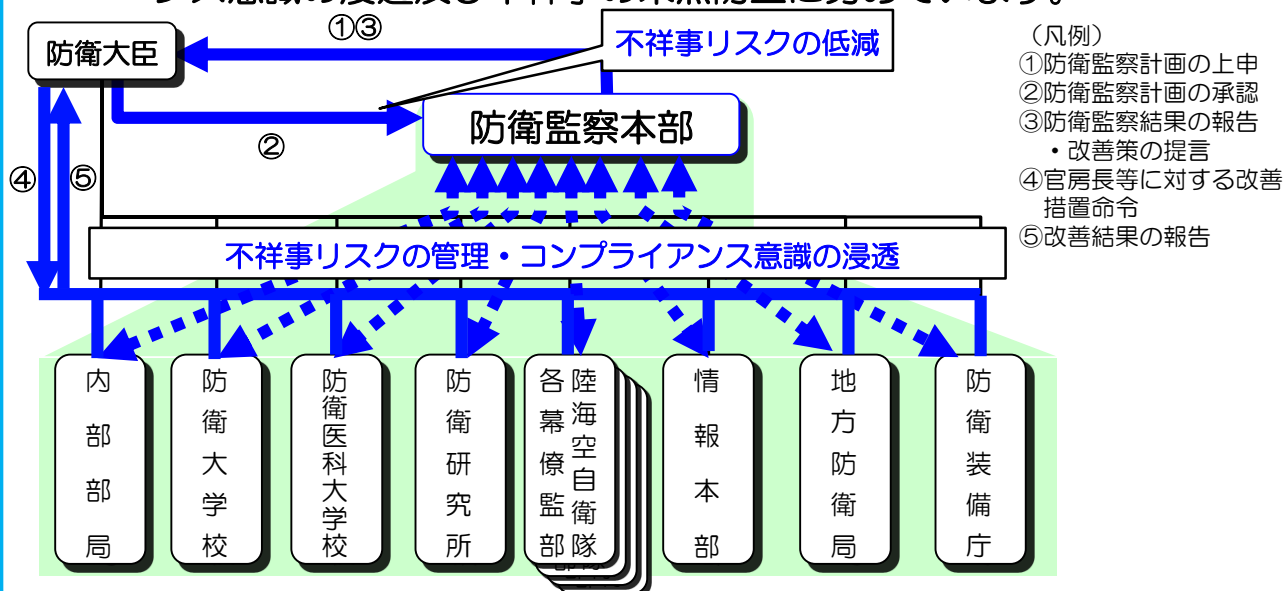 ①③
防衛大臣
不祥事リスクの低減
防衛監察本部
②
④
⑤
不祥事リスクの管理・コンプライアンス意識の浸透
内部部局
防衛大学校
防衛医科大学校
防衛研究所
陸海空自衛隊
各幕僚監部
情報本部
地方防衛局
防衛装備庁
（凡例）
①防衛監察計画の上申
②防衛監察計画の承認
③防衛監察結果の報告
・改善策の提言
④官房長等に対する改善
措置命令
⑤改善結果の報告